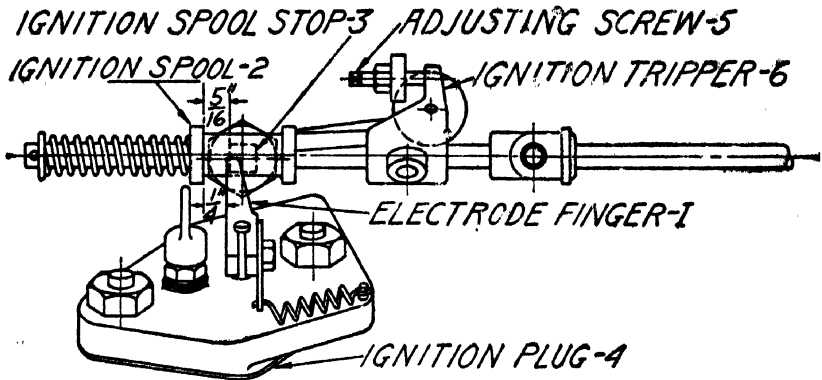 IGNITION SPOOL STOP-3
ADJUSTING SCREW-5
IGNITION SPOOL-2
IGNITION TRIPPER-6
5/16"
1/4"
ELECTRODE FINGER-1
IGNITION PLUG-4